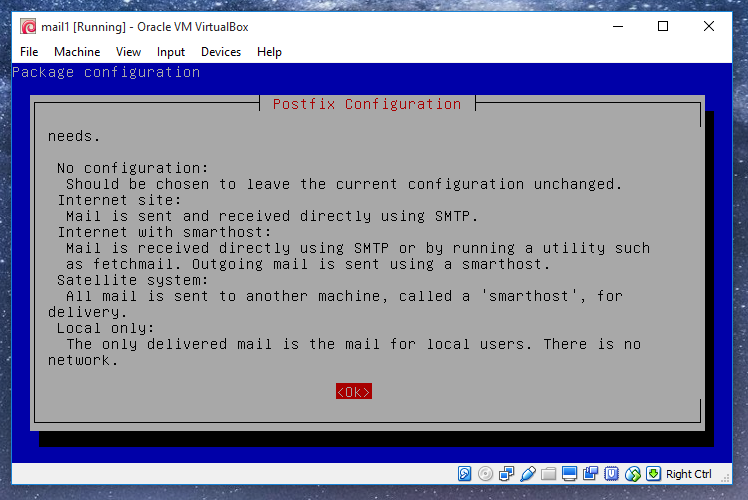 mail1 [Running] - Oracle VM VirtualBox
File Machine View Input Devices Help
Package configuration
Postfix Configuration
needs.
No configuration:
Should be chosen to leave the current configuration unchanged.
Internet site:
Mail is sent and received directly using SMTP.
Internet with smarthost:
Mail is received directly using SMTP or by running a utility such
as fetchmail. Outgoing mail is sent using a smarthost.
Satellite system:
All mail is sent to another machine, called a 'smarthost', for
delivery.
Local only:
The only delivered mail is the mail for local users. There is no
network.
<Ok>
Right Ctrl